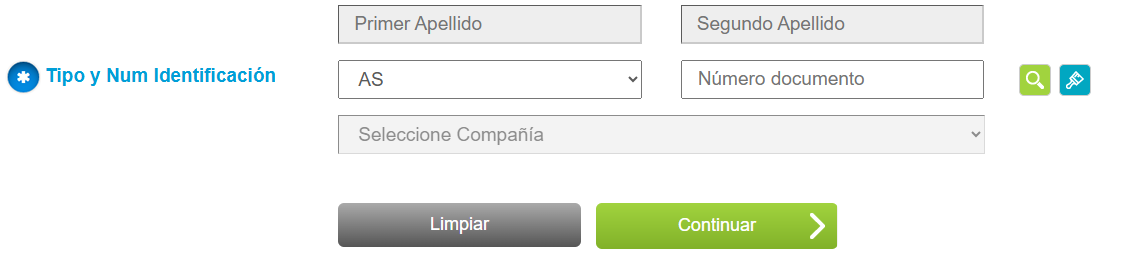 Primer Apellido Segundo Apellido
Tipo y Num Identificación AS Número documento
Seleccione Compañía
Limpiar Continuar